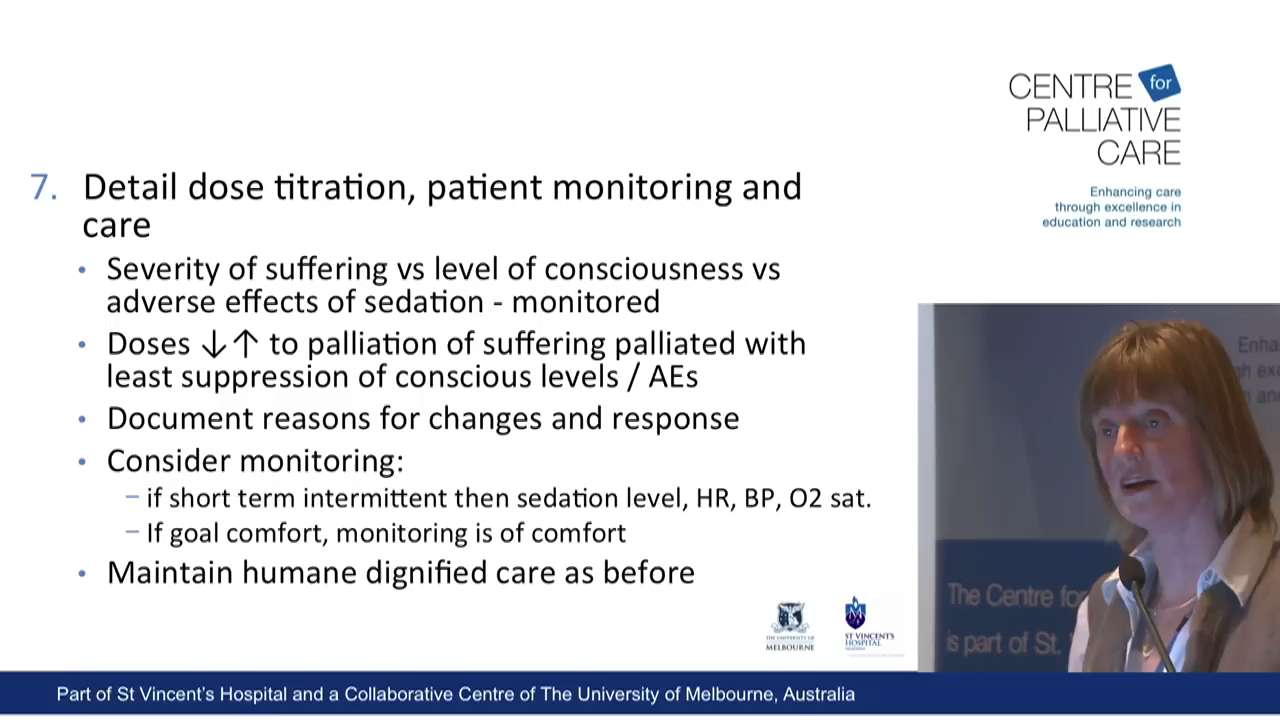 CENTRE for
PALLIATIVE
CARE
Enhancing care
through excellence in
education and research
7. Detail dose titration, patient monitoring and
care
• Severity of suffering vs level of consciousness vs
adverse effects of sedation - monitored
• Doses ↓↑ to palliation of suffering palliated with
least suppression of conscious levels / AEs
• Document reasons for changes and response
• Consider monitoring:
– if short term intermittent then sedation level, HR, BP, O2 sat.
– If goal comfort, monitoring is of comfort
• Maintain humane dignified care as before
Enha
gh exc
n an
The Centre for
is part of St.
THE UNIVERSITY OF
MELBOURNE
ST VINCENT'S
HOSPITAL
Part of St Vincent's Hospital and a Collaborative Centre of The University of Melbourne, Australia